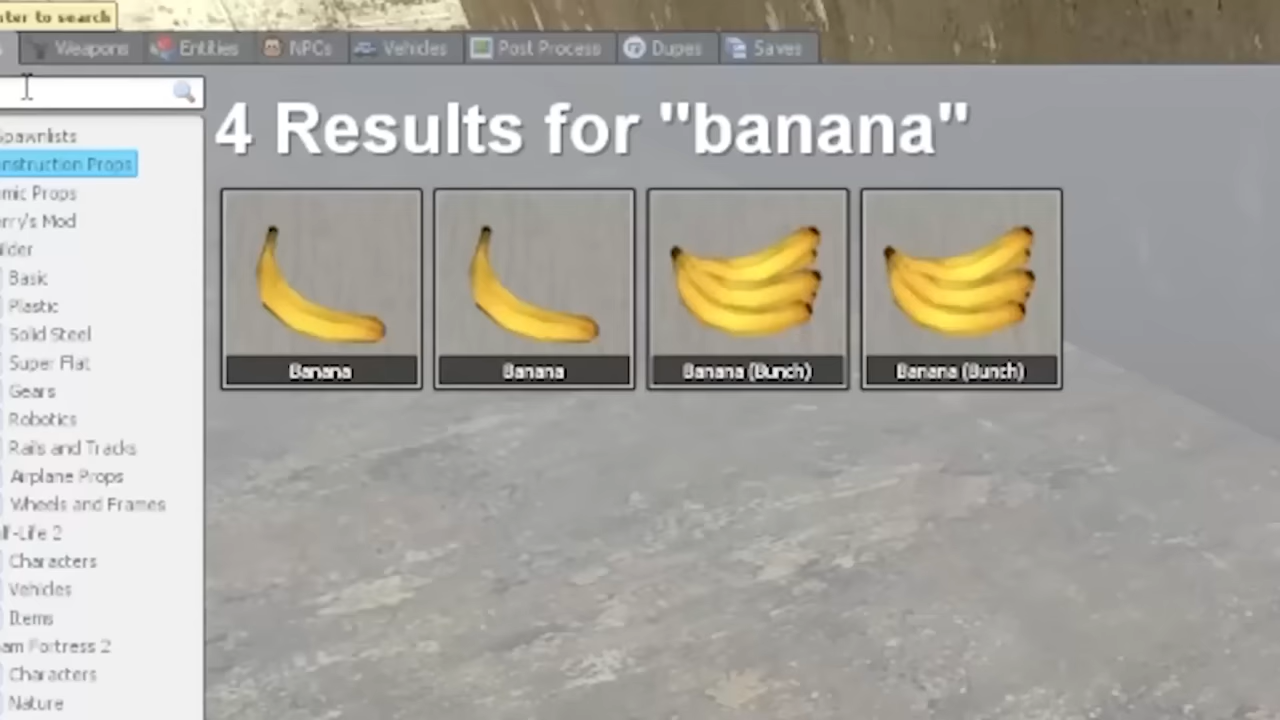 ter to search
Weapons Entities NPCs Vehicles Post Process Dupes Saves
4 Results for "banana"
Banana Banana Banana (Bunch) Banana (Bunch)
pawnlists
nstruction Props
mic Props
rry's Mod
ilder
Basic
Plastic
Solid Steel
Super Flat
Gears
Robotics
Rails and Tracks
Airplane Props
Wheels and Frames
lf-Life 2
Characters
Vehicles
Items
am Fortress 2
Characters
Nature